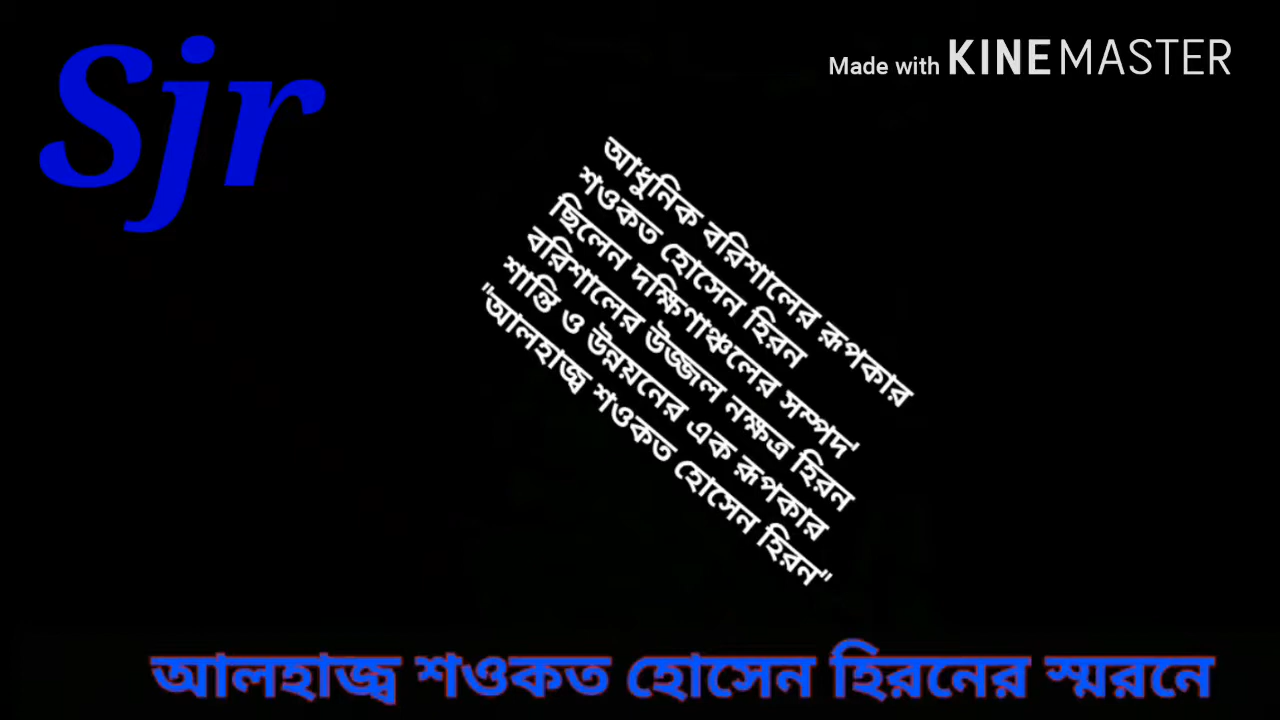 Sjr
Made with KINEMASTER
আধুনিক বরিশালের রূপকার
শওকত হোসেন হিরন
ছিলেন দক্ষিণাঞ্চলের সম্পদ'
বরিশালের উজ্জল নক্ষত্র হিরন
শান্তি ও উন্নয়নের এক রূপকার
"আলহাজ্ব শওকত হোসেন হিরন"
আলহাজ্ব শওকত হোসেন হিরনের স্মরনে